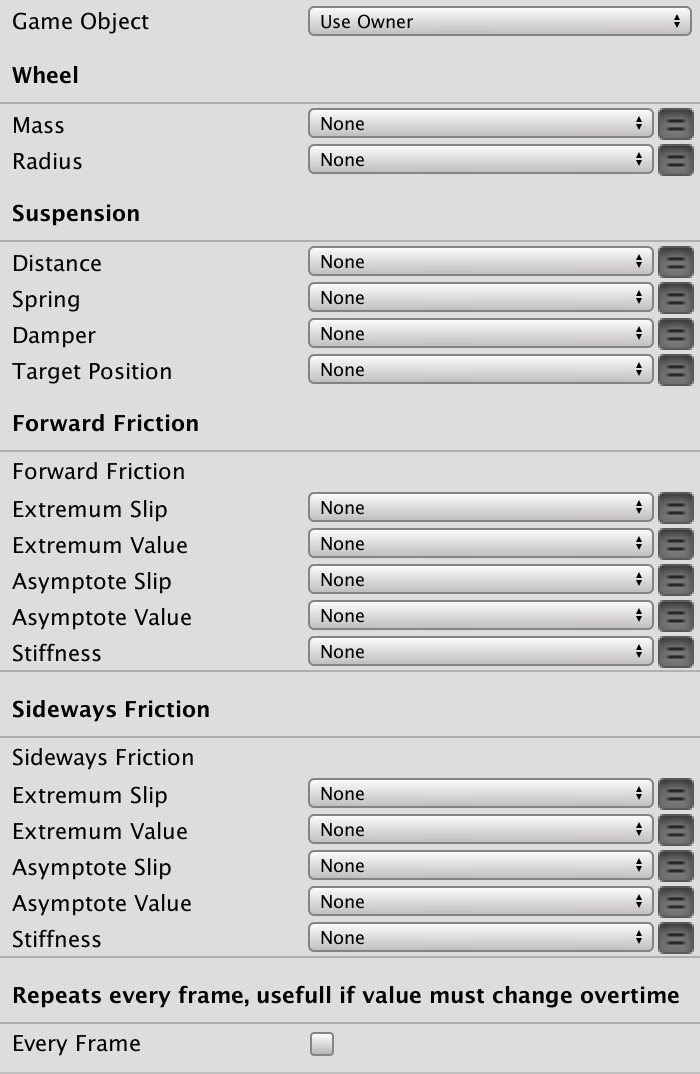 Game Object Use Owner
Wheel
Mass None
Radius None
Suspension
Distance None
Spring None
Damper None
Target Position None
Forward Friction
Forward Friction
Extremum Slip None
Extremum Value None
Asymptote Slip None
Asymptote Value None
Stiffness None
Sideways Friction
Sideways Friction
Extremum Slip None
Extremum Value None
Asymptote Slip None
Asymptote Value None
Stiffness None
Repeats every frame, usefull if value must change overtime
Every Frame